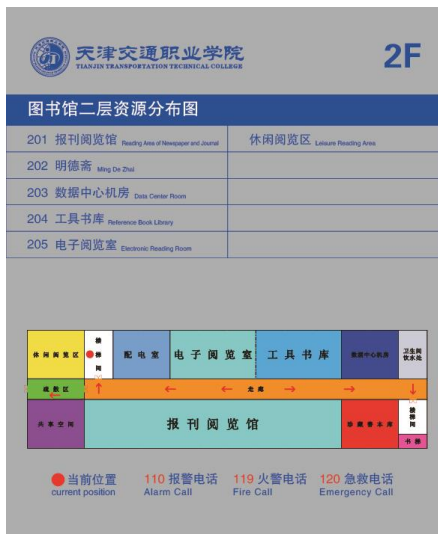 天津交通职业学院
TIANJIN TRANSPORTATION TECHNICAL COLLEGE
2F
图书馆二层资源分布图
201 报刊阅览馆 Reading Area of Newspaper and Journal
休闲阅览区 Leisure Reading Area
202 明德斋 Ming De Zhai
203 数据中心机房 Data Center Room
204 工具书库 Reference Book Library
205 电子阅览室 Electronic Reading Room
休闲阅览区
楼梯间
配电室
电子阅览室
工具书库
数据中心机房
卫生间
饮水处
疏散区
走廊
共享空间
报刊阅览馆
珍藏善本库
楼梯间
书梯
当前位置
current position
110 报警电话
Alarm Call
119 火警电话
Fire Call
120 急救电话
Emergency Call